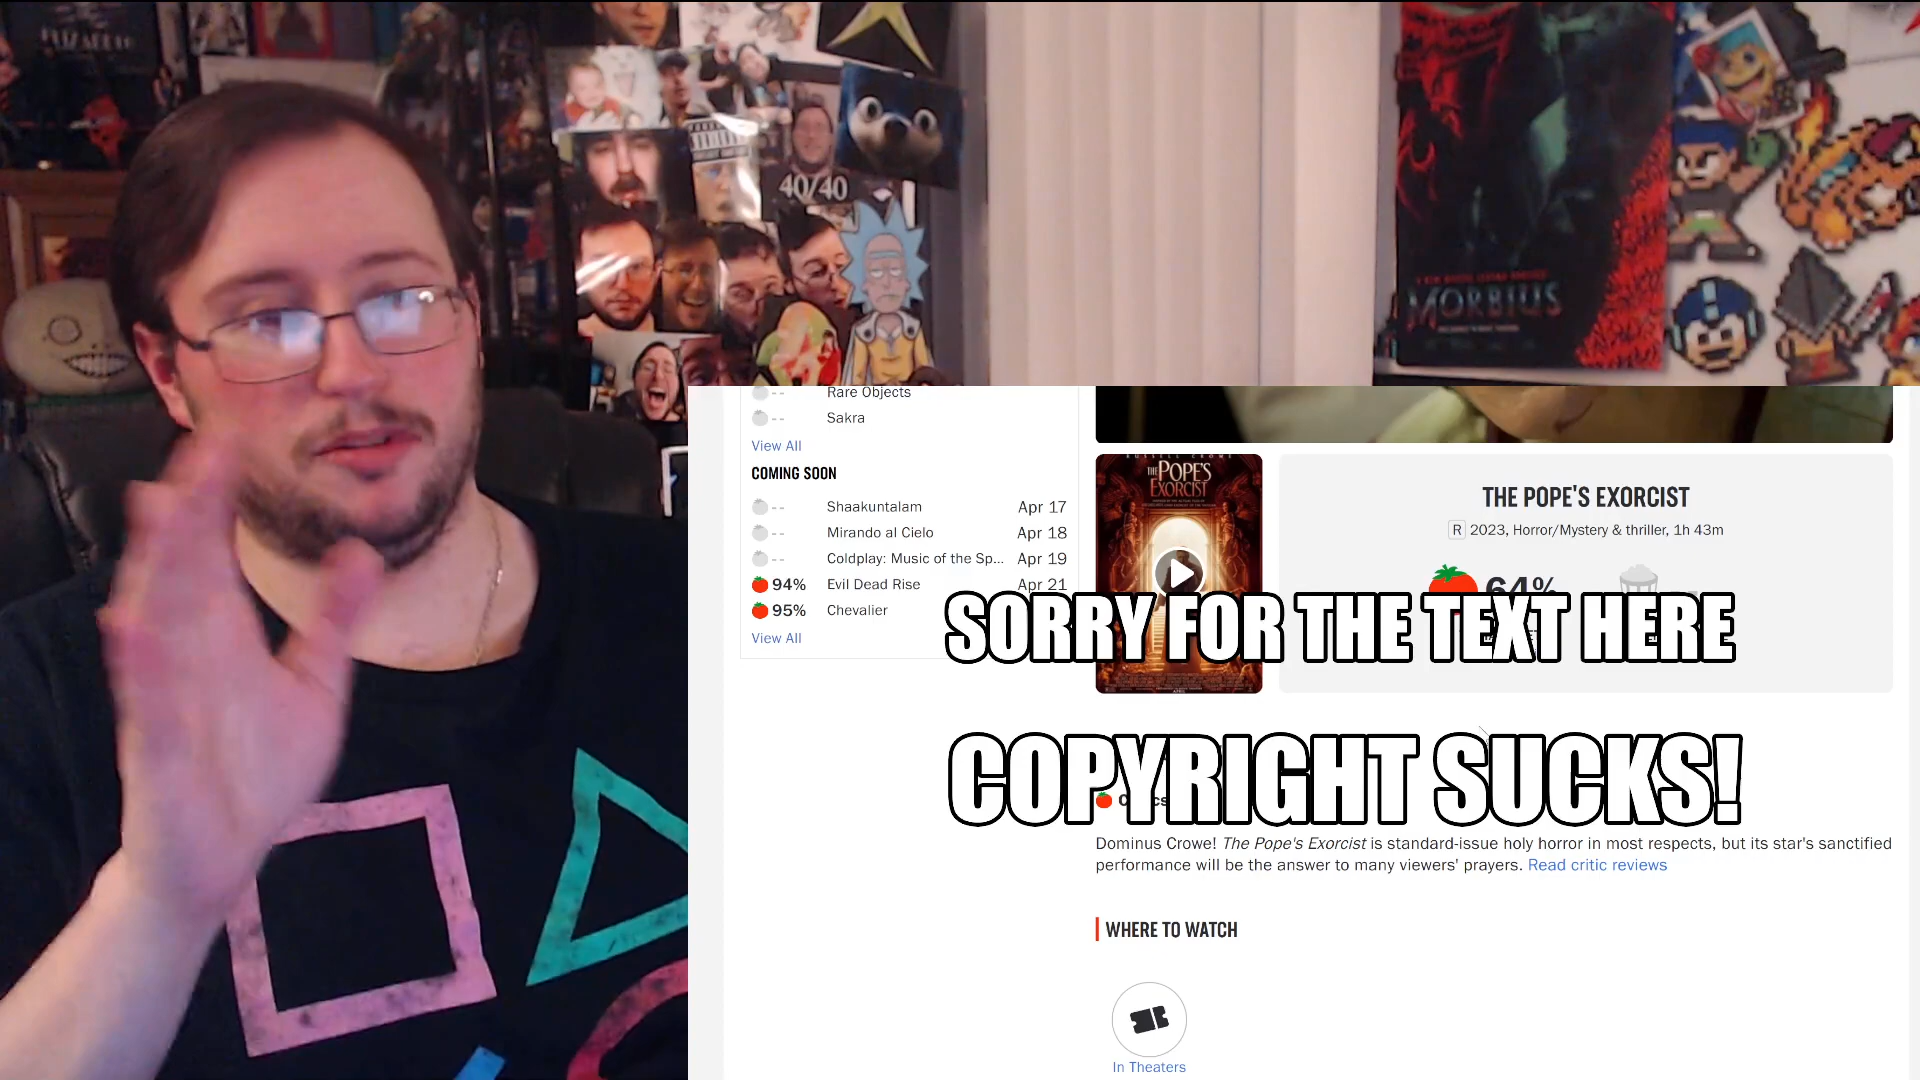 40/40
MORBIUS
Rare Objects
Sakra
View All
COMING SOON
-- Shaakuntalam Apr 17
-- Mirando al Cielo Apr 18
-- Coldplay: Music of the Sp... Apr 19
94% Evil Dead Rise Apr 21
95% Chevalier
View All
RUSSELL CROWE
THE POPE'S EXORCIST
THE POPE'S EXORCIST
R 2023, Horror/Mystery & thriller, 1h 43m
64%
SORRY FOR THE TEXT HERE
COPYRIGHT SUCKS!
Dominus Crowe! The Pope's Exorcist is standard-issue holy horror in most respects, but its star's sanctified
performance will be the answer to many viewers' prayers. Read critic reviews
WHERE TO WATCH
In Theaters